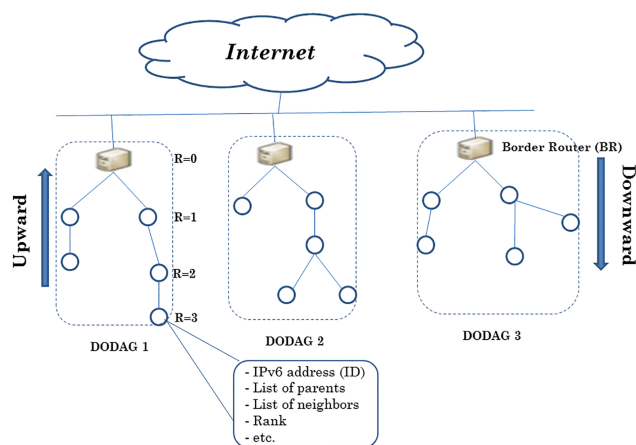 Internet
Border Router (BR)
R=0
R=1
R=2
R=3
Upward
Downward
DODAG 1
DODAG 2
DODAG 3
- IPv6 address (ID)
- List of parents
- List of neighbors
- Rank
- etc.